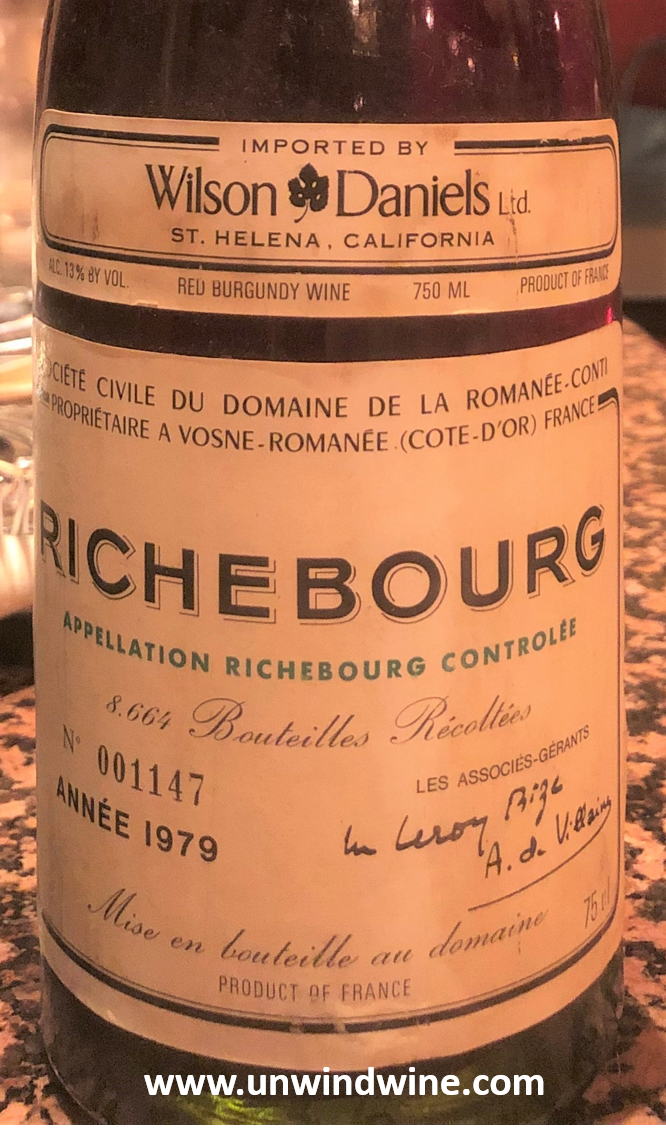 IMPORTED BY
Wilson Daniels Ltd.
ST. HELENA, CALIFORNIA
ALC. 13% BY VOL. RED BURGUNDY WINE 750 ML PRODUCT OF FRANCE
SOCIÉTÉ CIVILE DU DOMAINE DE LA ROMANÉE-CONTI
PROPRIÉTAIRE A VOSNE-ROMANÉE (COTE-D'OR) FRANCE
RICHEBOURG
APPELLATION RICHEBOURG CONTROLÉE
8.664 Bouteilles Récoltées
N° 001147
LES ASSOCIÉS-GÉRANTS
ANNÉE 1979
Leroy Bize
A. de Villaine
Mise en bouteille au domaine
75 cl
PRODUCT OF FRANCE
www.unwindwine.com